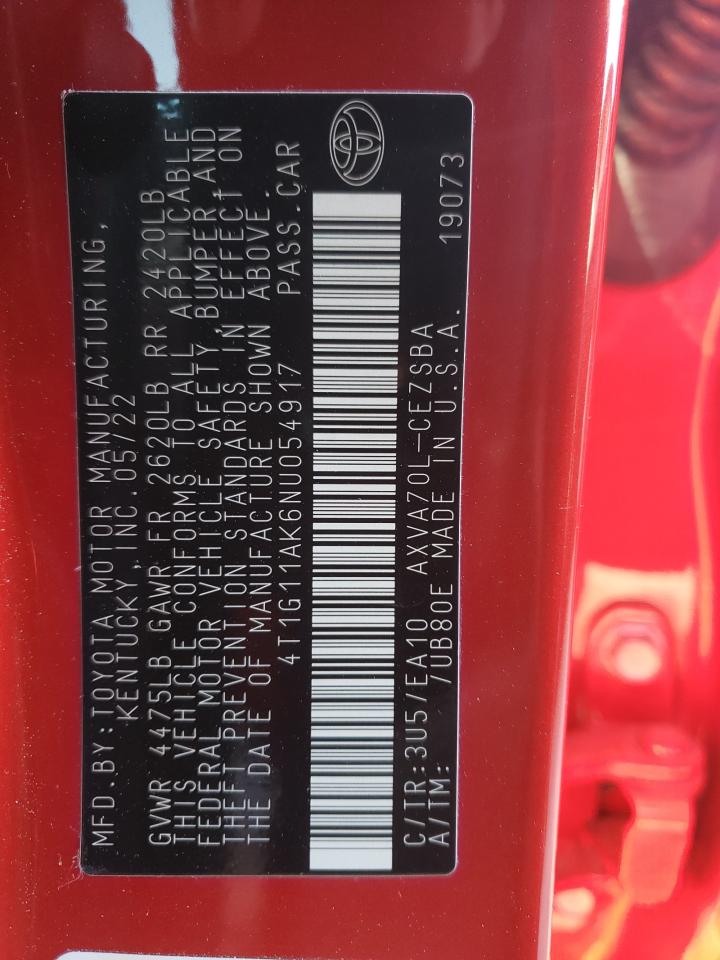 MFD.BY:TOYOTA MOTOR MANUFACTURING,
KENTUCKY,INC.05/22
GVWR 4475LB GAWR FR 2620LB RR 2420LB
THIS VEHICLE CONFORMS TO ALL APPLICABLE
FEDERAL MOTOR VEHICLE SAFETY,BUMPER,AND
THEFT PREVENTION STANDARDS IN EFFECT ON
THE DATE OF MANUFACTURE SHOWN ABOVE.
4T1G11AK6NU054917 PASS.CAR
C/TR:3U5/EA10 AXVA70L-CEZSBA
A/TM: /UB80E MADE IN U.S.A. 19073